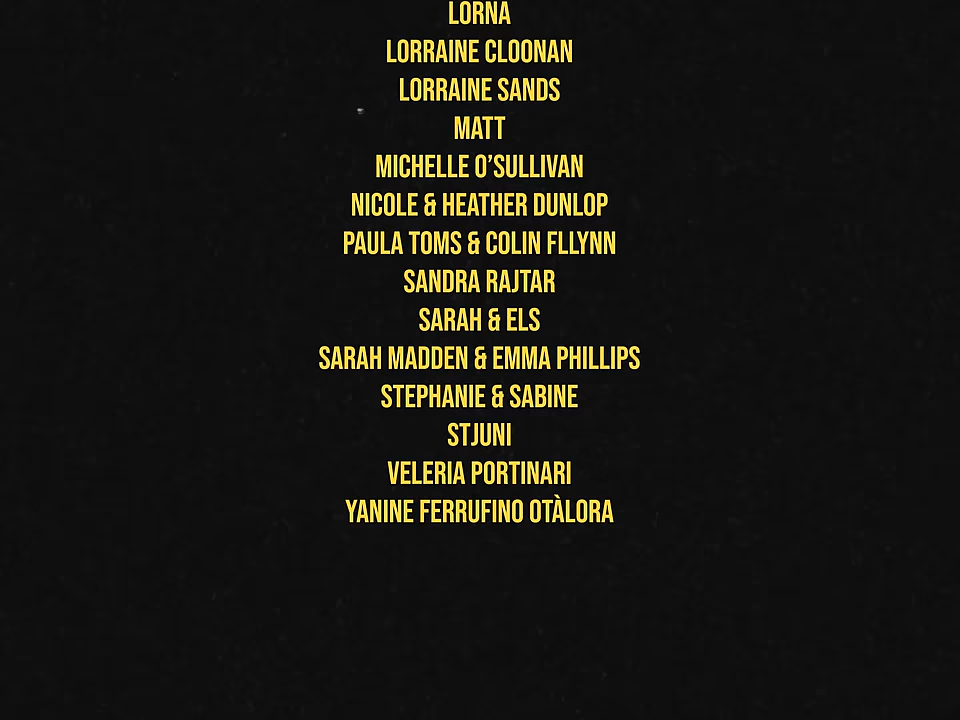 LORNA
LORRAINE CLOONAN
LORRAINE SANDS
MATT
MICHELLE O’SULLIVAN
NICOLE & HEATHER DUNLOP
PAULA TOMS & COLIN FLLYNN
SANDRA RAJTAR
SARAH & ELS
SARAH MADDEN & EMMA PHILLIPS
STEPHANIE & SABINE
STJUNI
VELERIA PORTINARI
YANINE FERRUFINO OTÀLORA